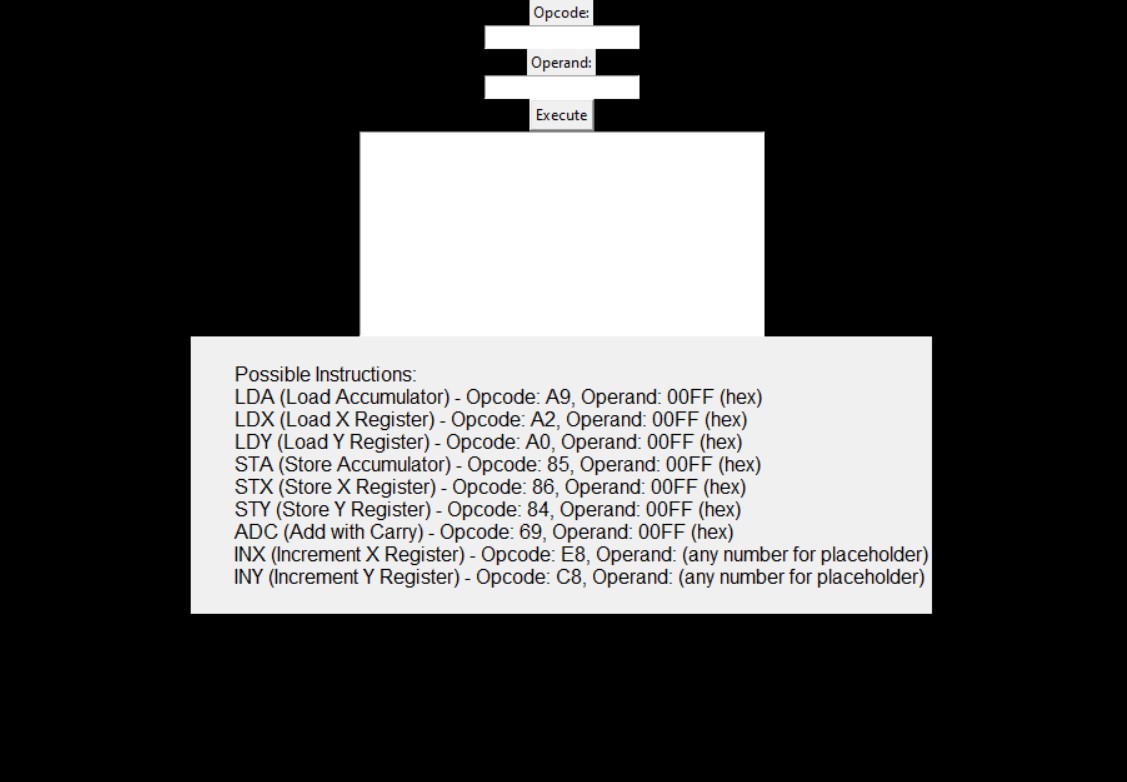 Opcode:
Operand:
Execute
Possible Instructions:
LDA (Load Accumulator) - Opcode: A9, Operand: 00FF (hex)
LDX (Load X Register) - Opcode: A2, Operand: 00FF (hex)
LDY (Load Y Register) - Opcode: A0, Operand: 00FF (hex)
STA (Store Accumulator) - Opcode: 85, Operand: 00FF (hex)
STX (Store X Register) - Opcode: 86, Operand: 00FF (hex)
STY (Store Y Register) - Opcode: 84, Operand: 00FF (hex)
ADC (Add with Carry) - Opcode: 69, Operand: 00FF (hex)
INX (Increment X Register) - Opcode: E8, Operand: (any number for placeholder)
INY (Increment Y Register) - Opcode: C8, Operand: (any number for placeholder)